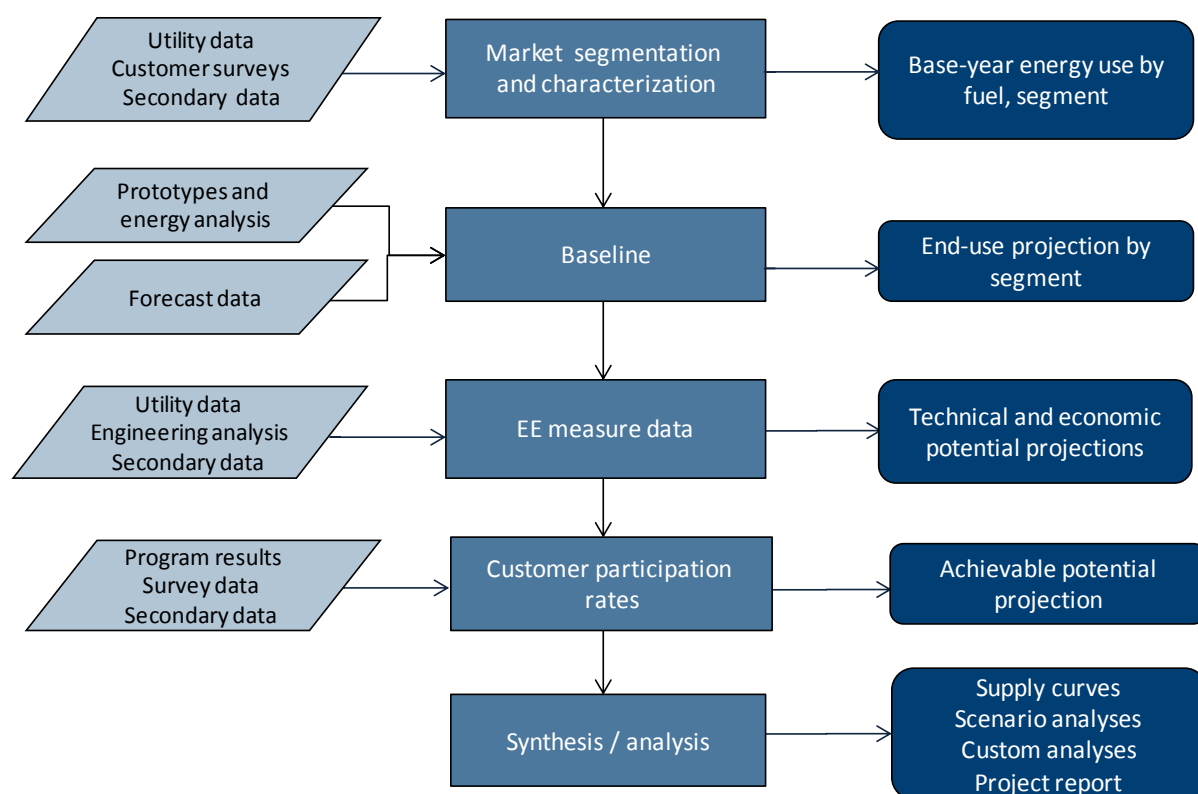 Utility data
Customer surveys
Secondary data
Market segmentation
and characterization
Base-year energy use by
fuel, segment
Prototypes and
energy analysis
Forecast data
Baseline
End-use projection by
segment
Utility data
Engineering analysis
Secondary data
EE measure data
Technical and economic
potential projections
Program results
Survey data
Secondary data
Customer participation
rates
Achievable potential
projection
Synthesis / analysis
Supply curves
Scenario analyses
Custom analyses
Project report